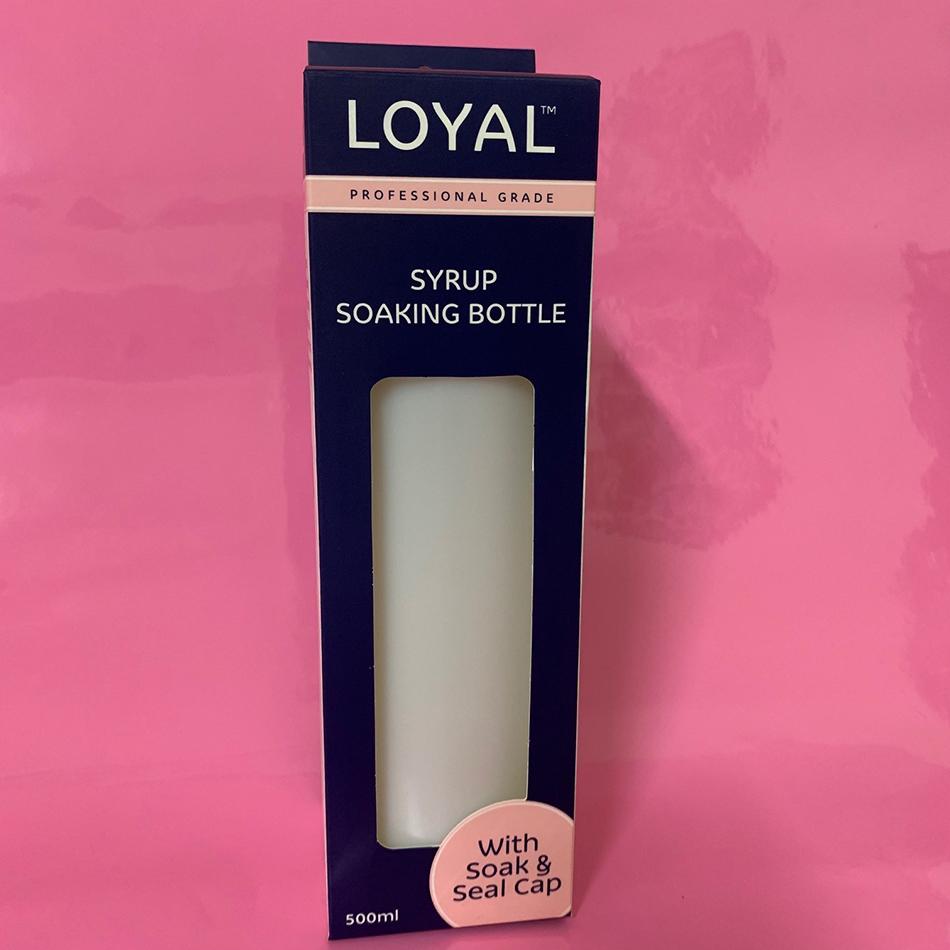 LOYAL™
PROFESSIONAL GRADE
SYRUP
SOAKING BOTTLE
With
Soak &
Seal Cap
500ml